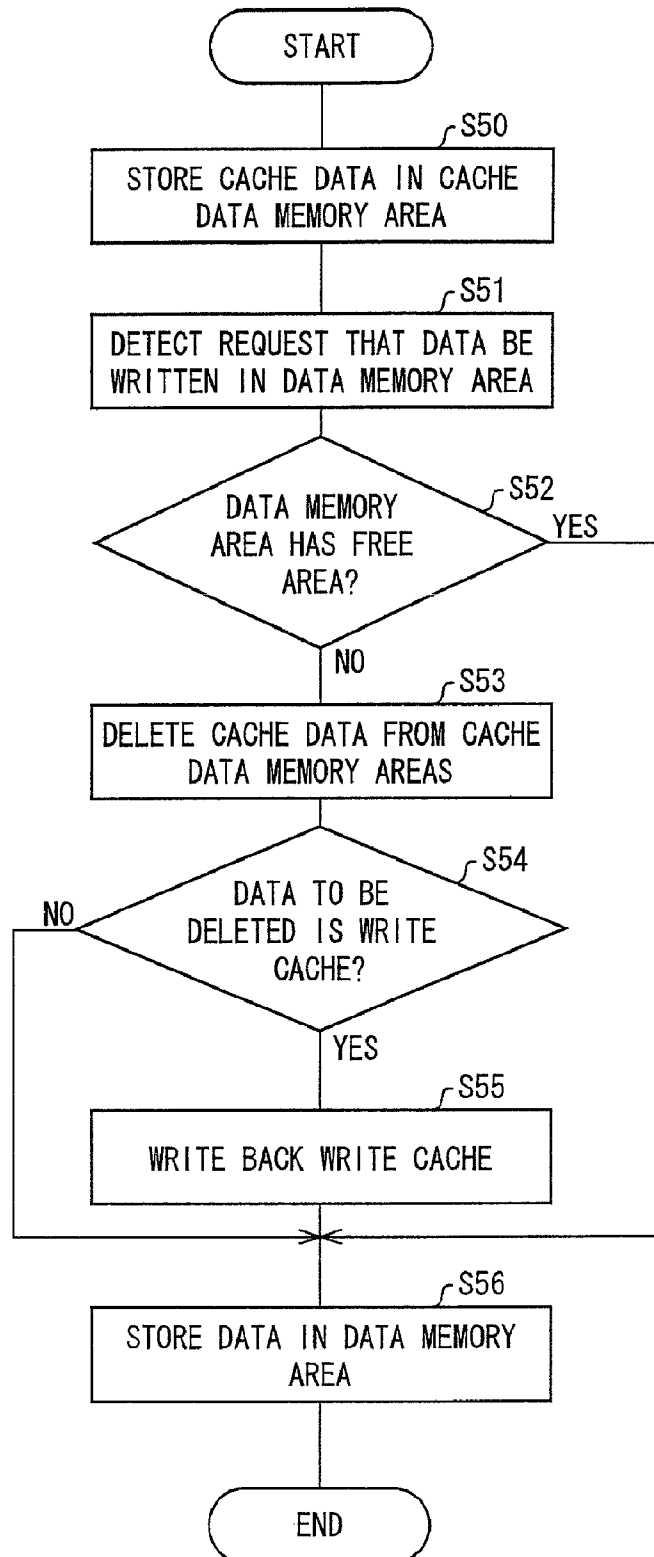 START
S50
STORE CACHE DATA IN CACHE
DATA MEMORY AREA
S51
DETECT REQUEST THAT DATA BE
WRITTEN IN DATA MEMORY AREA
S52
DATA MEMORY
AREA HAS FREE
AREA?
YES
NO
S53
DELETE CACHE DATA FROM CACHE
DATA MEMORY AREAS
S54
DATA TO BE
DELETED IS WRITE
CACHE?
NO
YES
S55
WRITE BACK WRITE CACHE
S56
STORE DATA IN DATA MEMORY
AREA
END